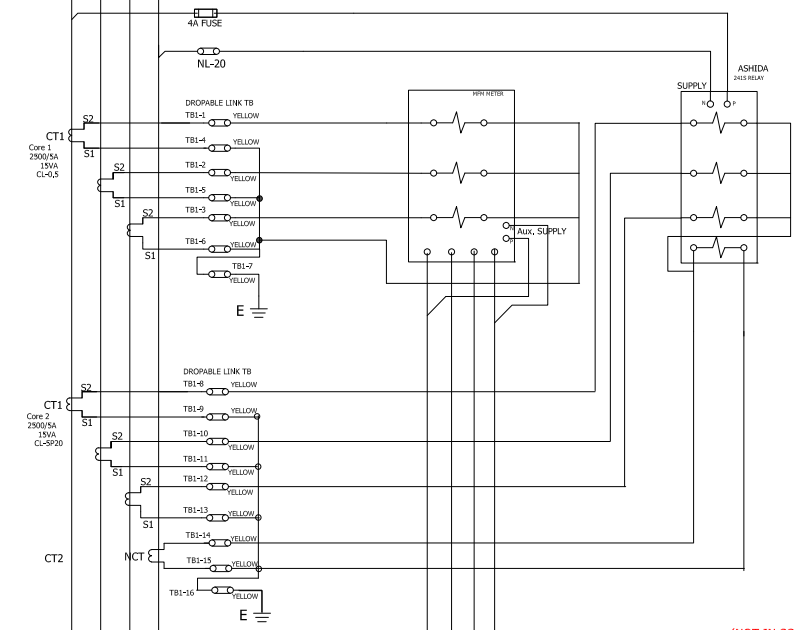 4A FUSE
NL-20
ASHIDA
2415 RELAY
SUPPLY
N
P
MFM METER
DROPABLE LINK TB
S2
TB1-1
YELLOW
CT1
TB1-4
YELLOW
Core 1
S1
2500/5A
15VA
CL-0.5
S2
TB1-2
YELLOW
TB1-5
S1
YELLOW
S2
TB1-3
YELLOW
N
Aux. SUPPLY
P
TB1-6
YELLOW
S1
TB1-7
YELLOW
E
DROPABLE LINK TB
S2
TB1-8
YELLOW
CT1
TB1-9
YELLOW
Core 2
S1
2500/5A
15VA
CL-5P20
S2
TB1-10
YELLOW
TB1-11
S1
YELLOW
S2
TB1-12
YELLOW
TB1-13
YELLOW
S1
TB1-14
YELLOW
CT2
NCT
TB1-15
YELLOW
TB1-16
YELLOW
E